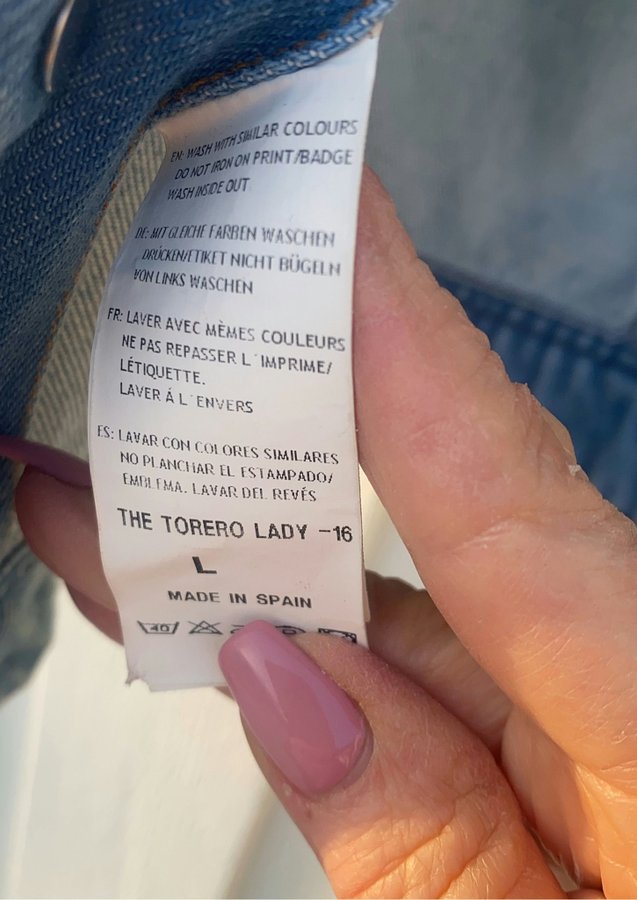 EN: WASH WITH SIMILAR COLOURS
DO NOT IRON ON PRINT/BADGE
WASH INSIDE OUT
DE: MIT GLEICHE FARBEN WASCHEN
DRÜCKEN/ETIKET NICHT BÜGELN
VON LINKS WASCHEN
FR: LAVER AVEC MÈMES COULEURS
NE PAS REPASSER L´IMPRIME/
LÉTIQUETTE.
LAVER Á L´ENVERS
ES: LAVAR CON COLORES SIMILARES
NO PLANCHAR EL ESTAMPADO/
EMBLEMA. LAVAR DEL REVÉS
THE TORERO LADY -16
L
MADE IN SPAIN
40